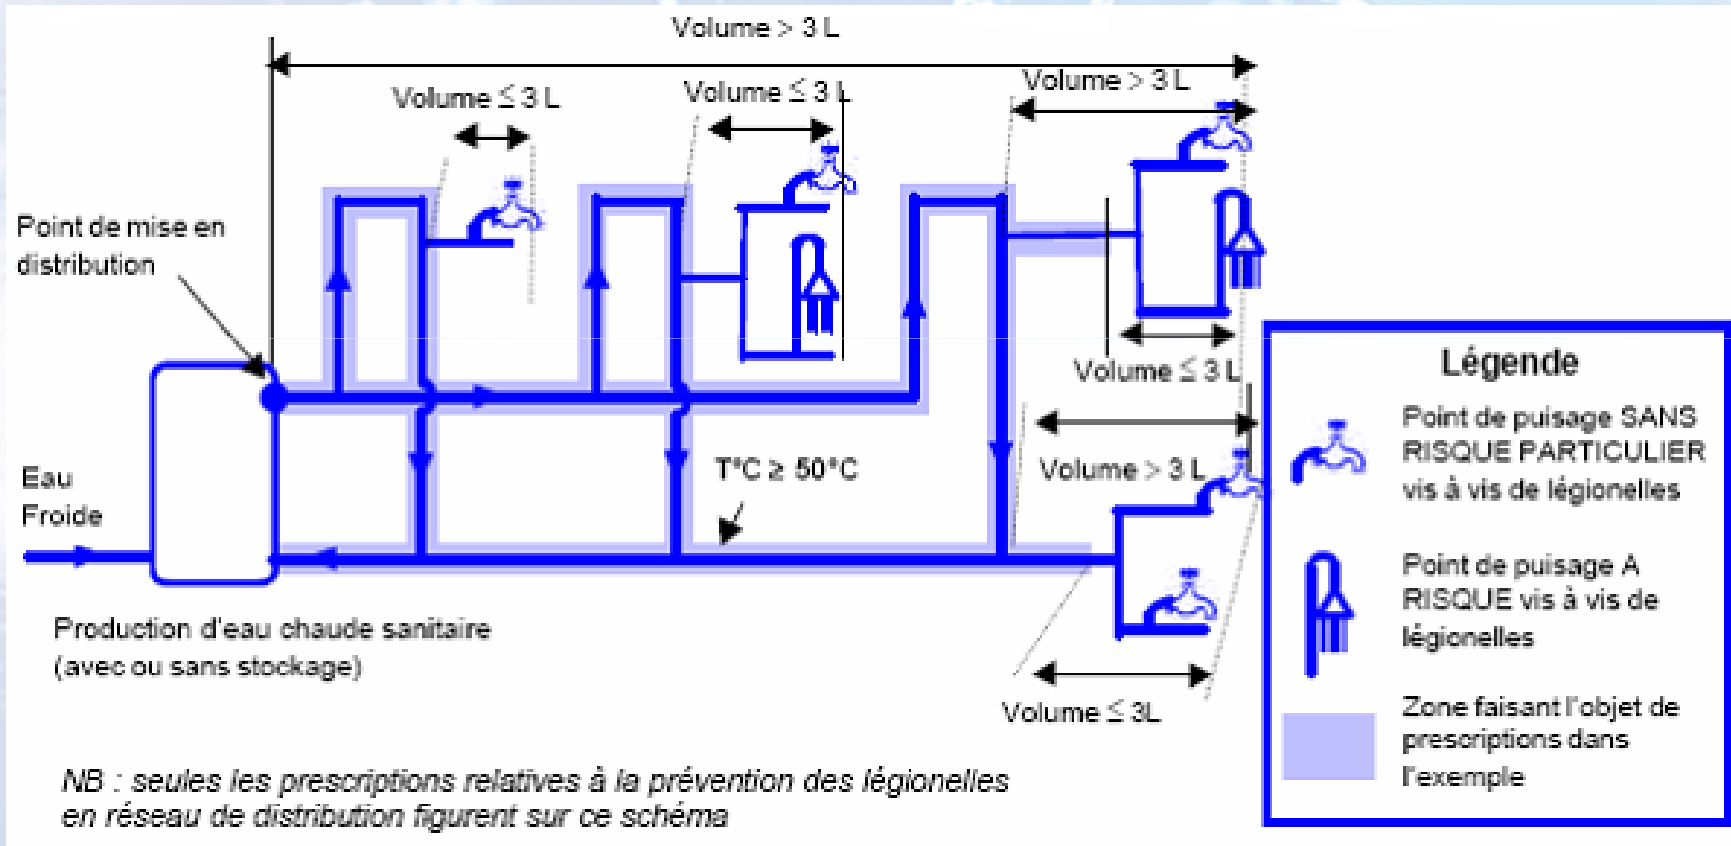 Volume > 3 L
Volume ≤ 3 L
Volume ≤ 3 L
Volume > 3 L
Point de mise en
distribution
Volume ≤ 3 L
Volume > 3 L
T°C ≥ 50°C
Eau
Froide
Production d'eau chaude sanitaire
(avec ou sans stockage)
Volume ≤ 3L
NB : seules les prescriptions relatives à la prévention des légionelles
en réseau de distribution figurent sur ce schéma
Légende
Point de puisage SANS
RISQUE PARTICULIER
vis à vis de légionelles
Point de puisage A
RISQUE vis à vis de
légionelles
Zone faisant l'objet de
prescriptions dans
l'exemple